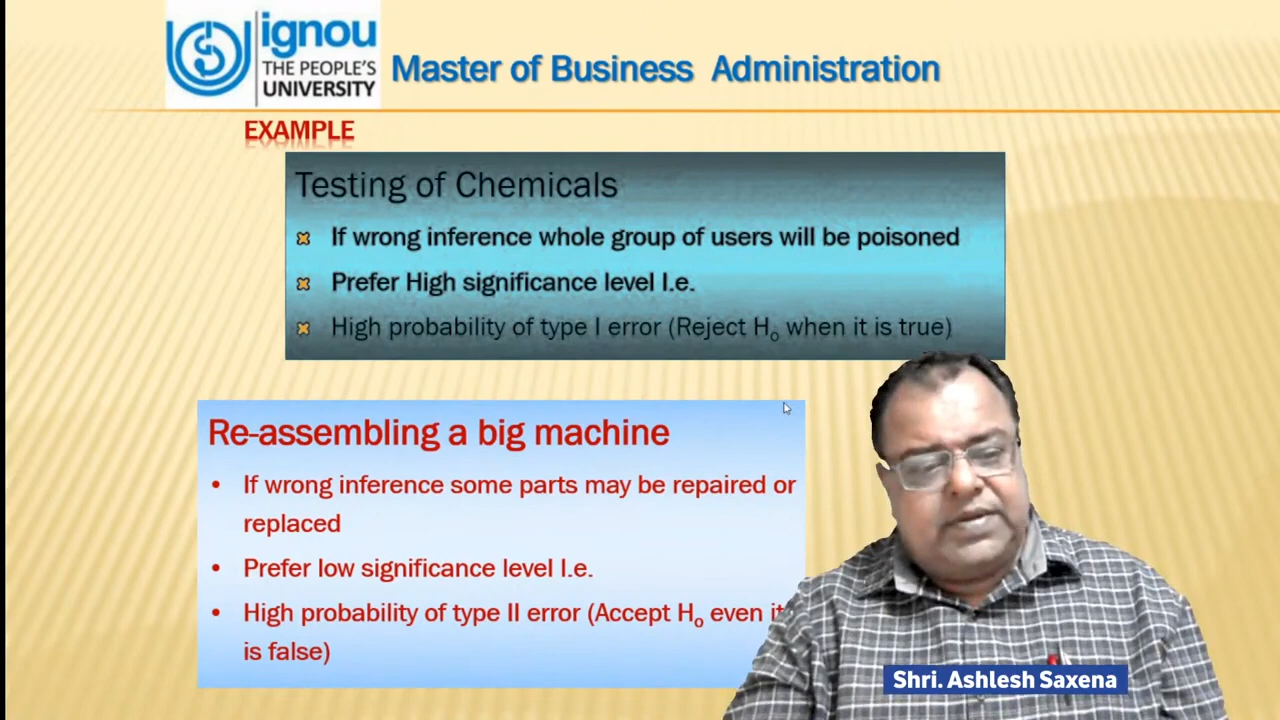 ignou
THE PEOPLE'S
UNIVERSITY
Master of Business Administration
EXAMPLE
Testing of Chemicals
If wrong inference whole group of users will be poisoned
Prefer High significance level I.e.
High probability of type I error (Reject H₀ when it is true)
Re-assembling a big machine
If wrong inference some parts may be repaired or
replaced
Prefer low significance level I.e.
High probability of type II error (Accept H₀ even it
is false)
Shri. Ashlesh Saxena